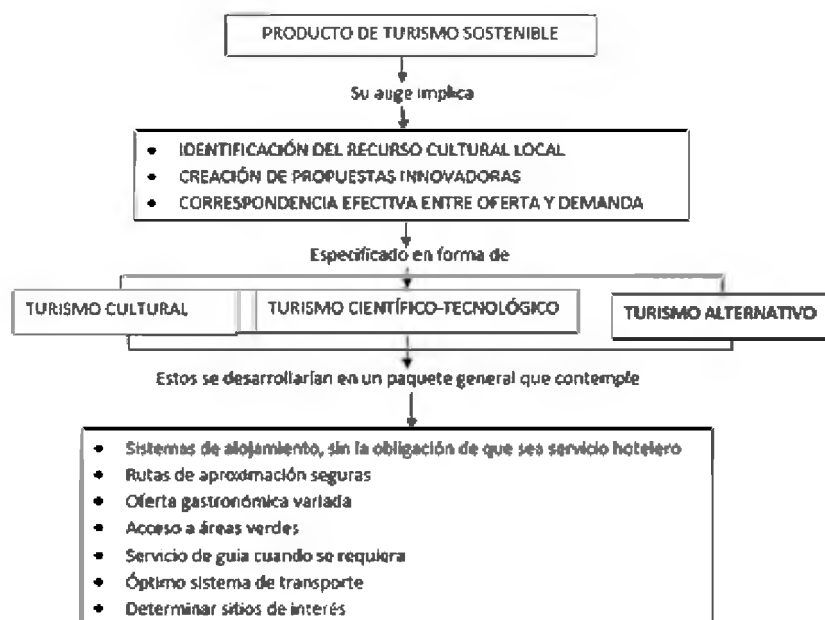 PRODUCTO DE TURISMO SOSTENIBLE
Su auge implica
• IDENTIFICACIÓN DEL RECURSO CULTURAL LOCAL
• CREACIÓN DE PROPUESTAS INNOVADORAS
• CORRESPONDENCIA EFECTIVA ENTRE OFERTA Y DEMANDA
Especificado en forma de
TURISMO CULTURAL
TURISMO CIENTÍFICO-TECNOLÓGICO
TURISMO ALTERNATIVO
Estos se desarrollarían en un paquete general que contemple
• Sistemas de alojamiento, sin la obligación de que sea servicio hotelero
• Rutas de aproximación seguras
• Oferta gastronómica variada
• Acceso a áreas verdes
• Servicio de guía cuando se requiera
• Óptimo sistema de transporte
• Determinar sitios de interés